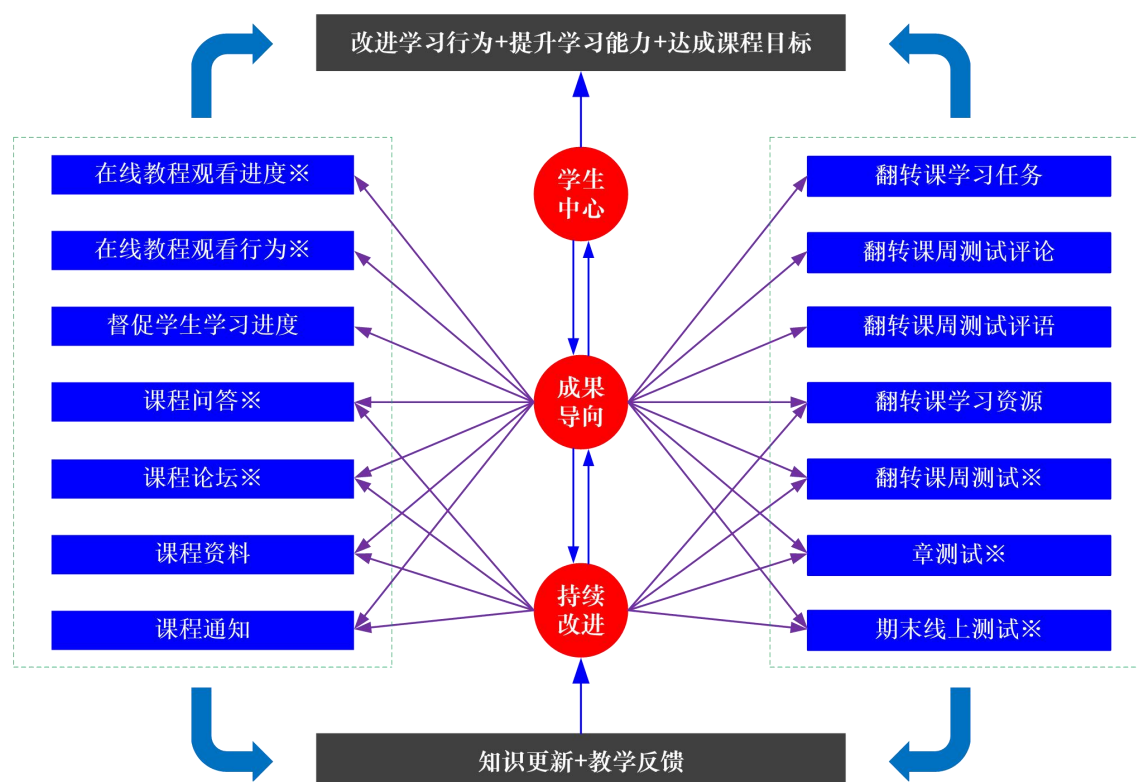 改进学习行为+提升学习能力+达成课程目标
在线教程观看进度※
在线教程观看行为※
督促学生学习进度
课程问答※
课程论坛※
课程资料
课程通知
学生
中心
成果
导向
持续
改进
翻转课学习任务
翻转课周测试评论
翻转课周测试评语
翻转课学习资源
翻转课周测试※
章测试※
期末线上测试※
知识更新+教学反馈